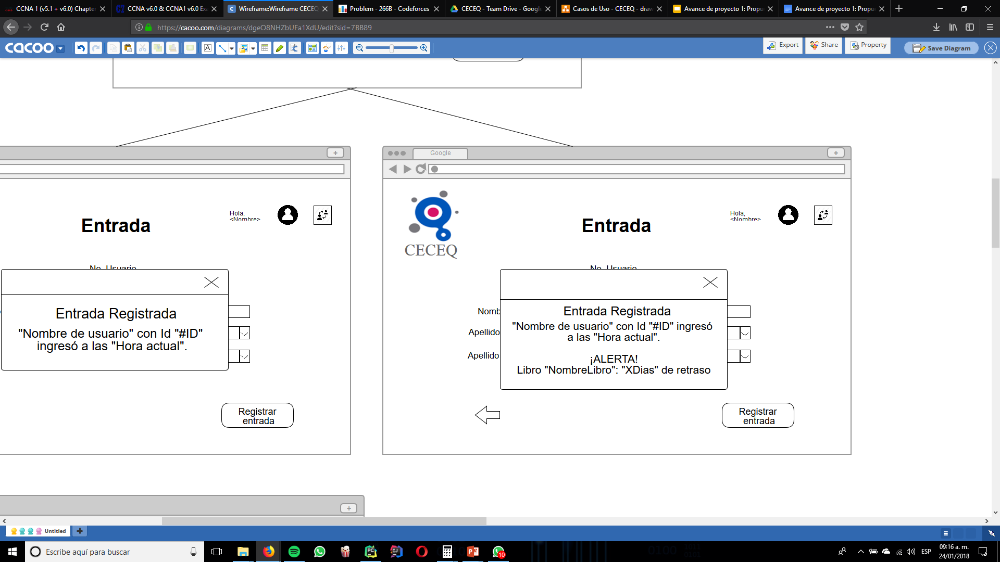 CCNA 1 (v5.1 + v6.0) Chapter
CCNA v6.0 & CCNA1 v6.0 Exa
Wireframe:Wireframe CECEQ
Problem - 266B - Codeforces
CECEQ - Team Drive - Google
Casos de Uso - CECEQ - draw
Avance de proyecto 1: Propu
Avance de proyecto 1: Propu
https://cacoo.com/diagrams/dgeO8NHZbUFa1XdU/edit?sid=7BB89
cacoo
Export
Share
Property
Save Diagram
Google
Entrada
Hola,
<Nombre>
No. Usuario
Entrada Registrada
"Nombre de usuario" con Id "#ID"
ingresó a las "Hora actual".
Registrar
entrada
CECEQ
Entrada
Hola,
<Nombre>
No. Usuario
Nomb
Apellido
Apellido
Entrada Registrada
"Nombre de usuario" con Id "#ID" ingresó
a las "Hora actual".
¡ALERTA!
Libro "NombreLibro": "XDias" de retraso
Registrar
entrada
Untitled
Escribe aquí para buscar
10
ESP
09:16 a. m.
24/01/2018